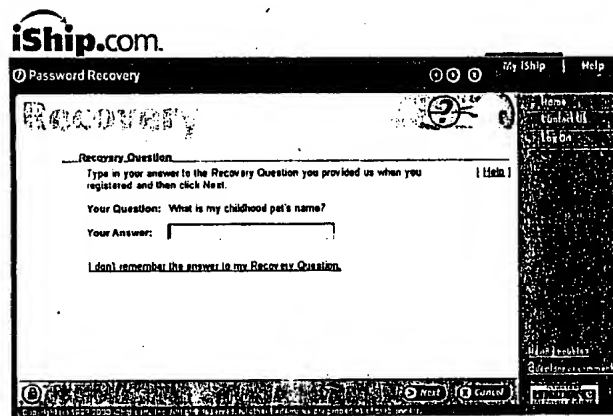 iShip.com.
Password Recovery
My iShip | Help
Recovery
Home
Contact Us
Log On
Recovery Question
Type in your answer to the Recovery Question you provided us when you
registered and then click Next.
[ Help ]
Your Question: What is my childhood pet's name?
Your Answer:
I don't remember the answer to my Recovery Question.
Next
Cancel